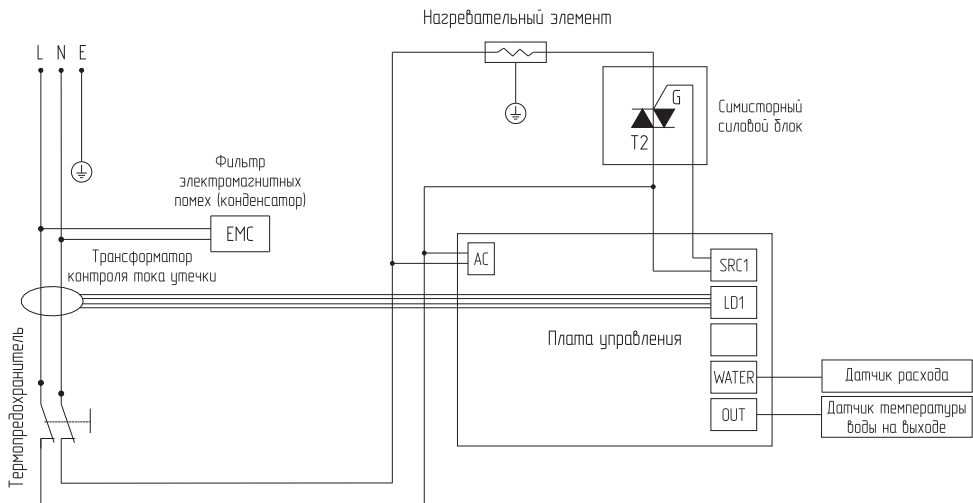 Нагревательный элемент
L N E
G
T2
Симисторный
силовой блок
Фильтр
электромагнитных
помех (конденсатор)
EMC
Трансформатор
контроля тока утечки
AC
SRC1
LD1
Плата управления
WATER
Датчик расхода
OUT
Датчик температуры
воды на выходе
Термопредохранитель